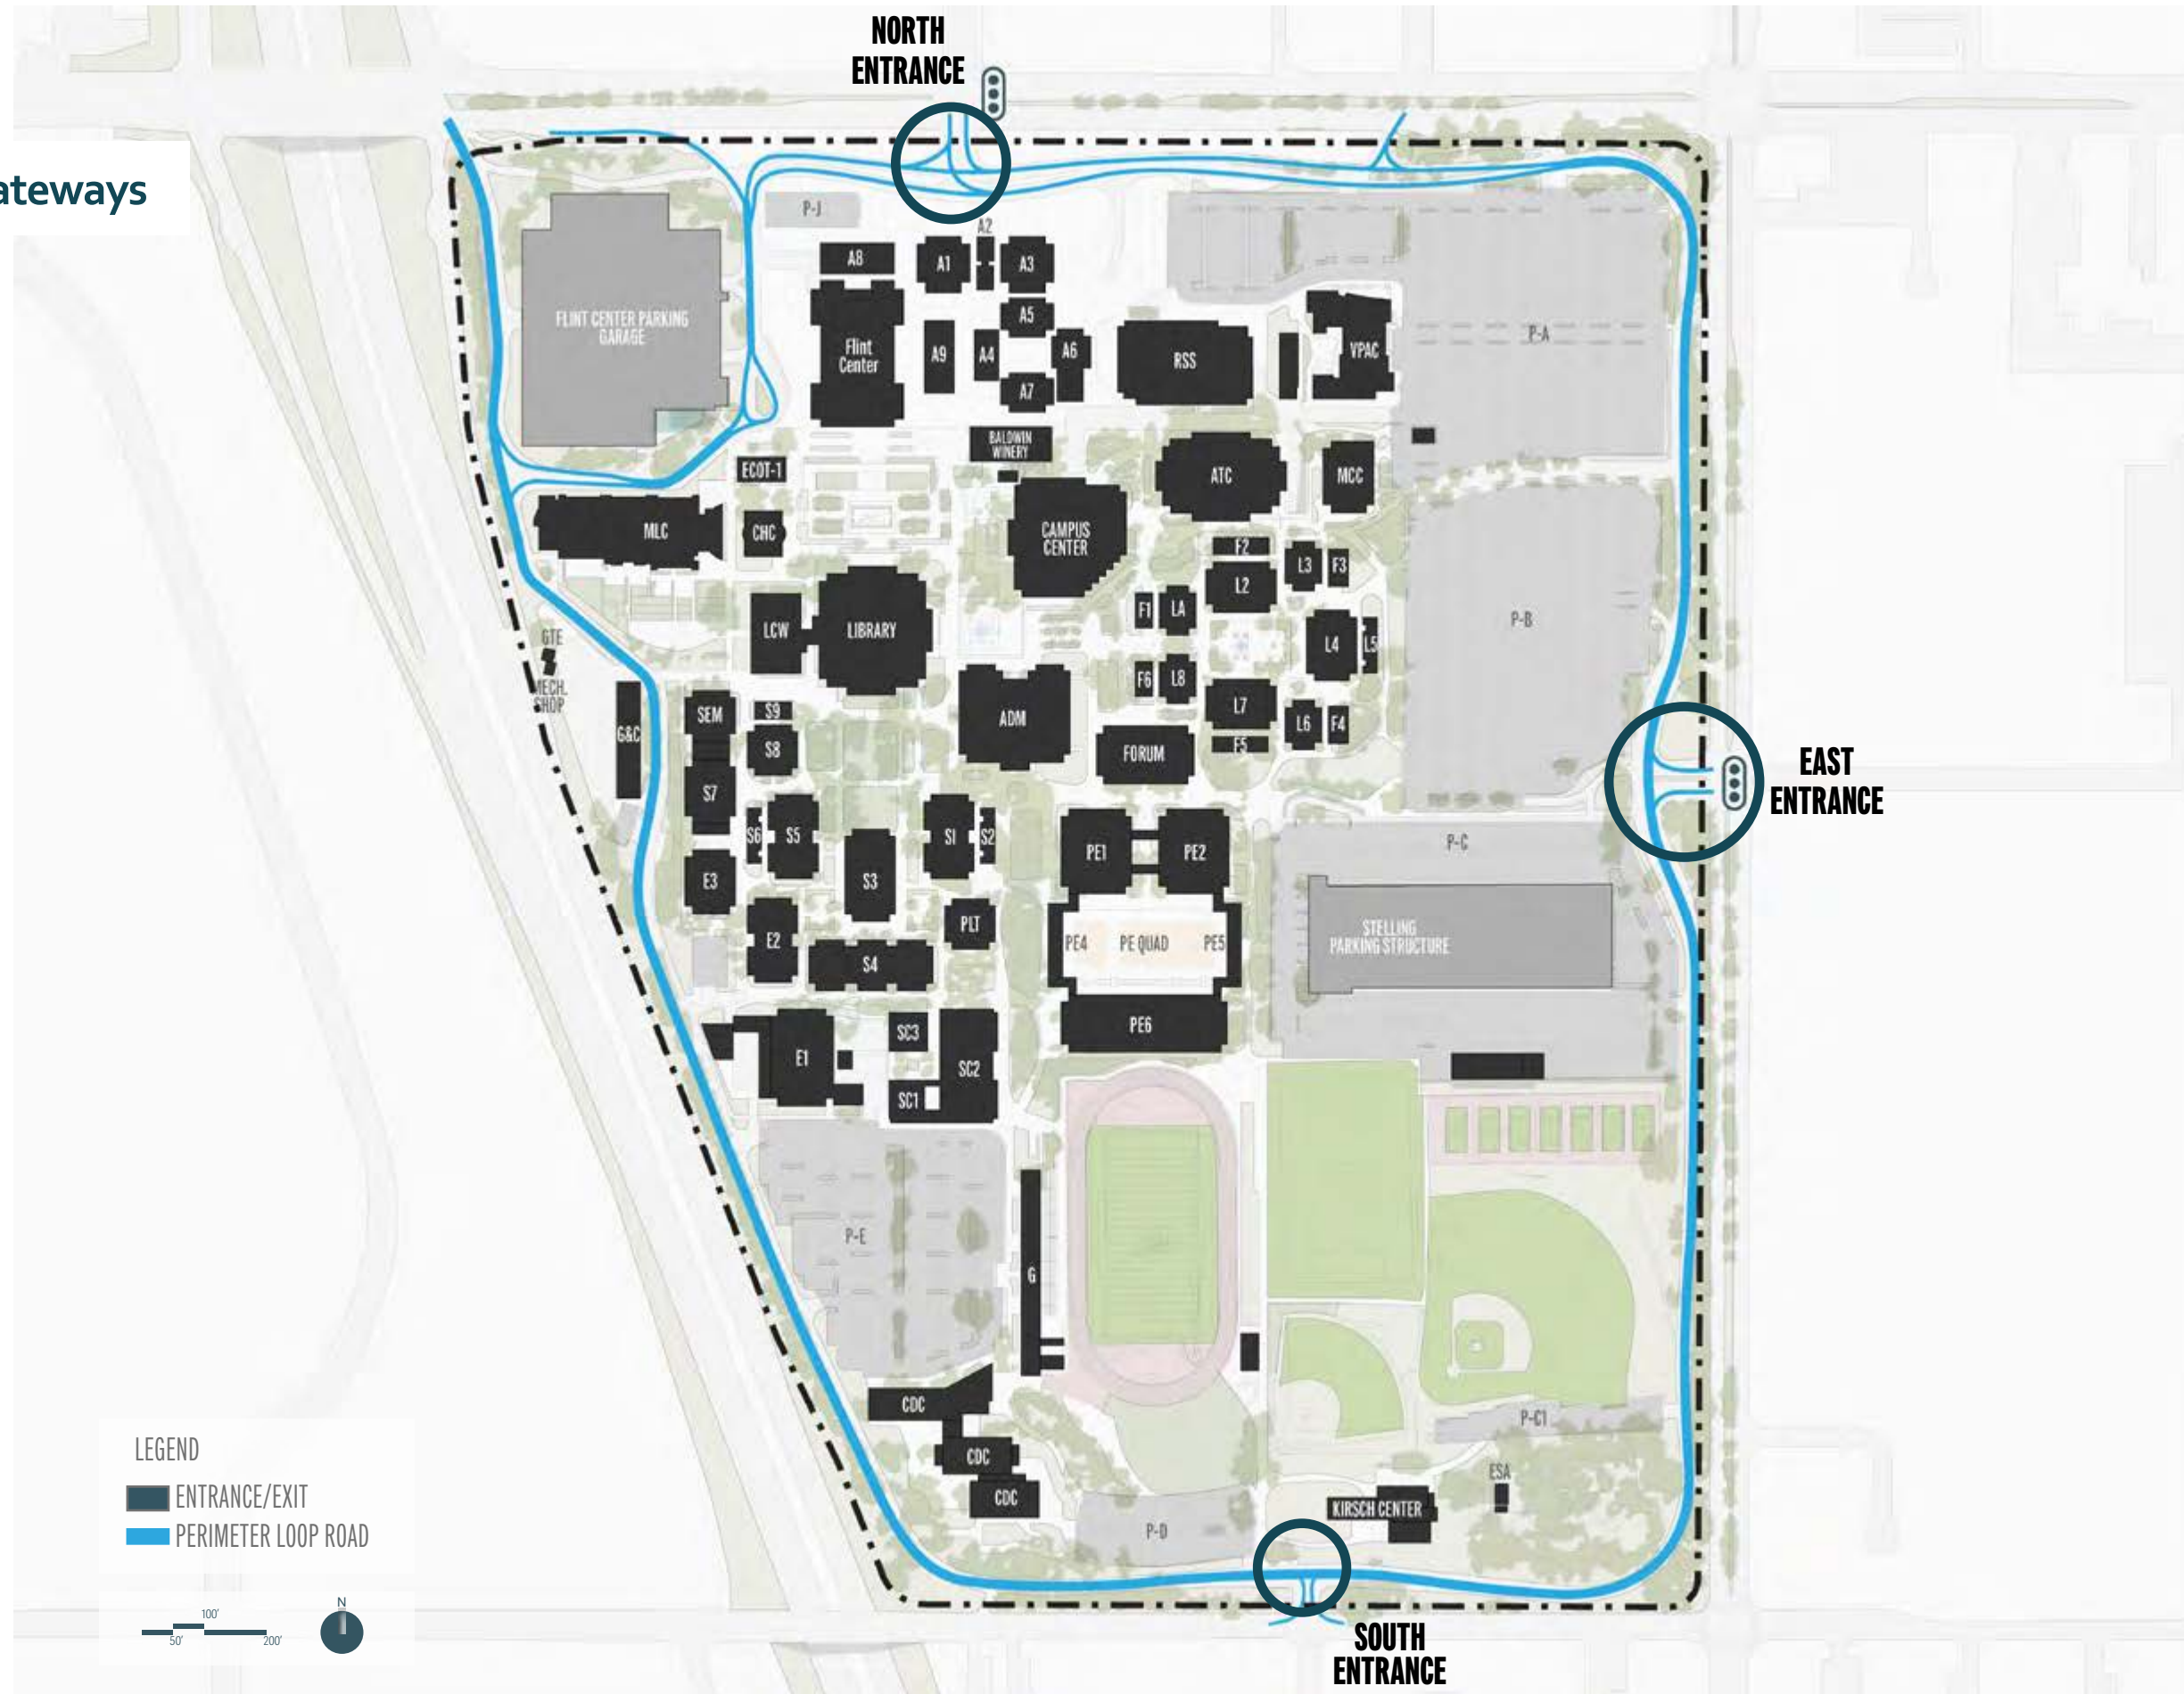 NORTH
ENTRANCE
ateways
P-J
A2
A8
A1
A3
A5
FLINT CENTER PARKING
GARAGE
Flint
Center
A9
A4
A6
A7
RSS
VPAC
P-A
BALDWIN
WINERY
ECOT-1
ATC
MCC
MLC
CHC
CAMPUS
CENTER
F2
L3
F3
L2
F1
LA
LCW
LIBRARY
L4
L5
P-B
GTE
MECH.
SHOP
F6
L8
SEM
S9
G&C
S8
ADM
L7
L6
F4
F5
FORUM
EAST
ENTRANCE
S7
S6
S5
S1
S2
PE1
PE2
P-C
E3
S3
PLT
E2
S4
PE4
PE QUAD
PE5
STELLING
PARKING STRUCTURE
PE6
SC3
E1
SC2
SC1
P-E
G
CDC
P-C1
CDC
ESA
CDC
KIRSCH CENTER
P-D
LEGEND
ENTRANCE/EXIT
PERIMETER LOOP ROAD
100'
50'
200'
N
SOUTH
ENTRANCE